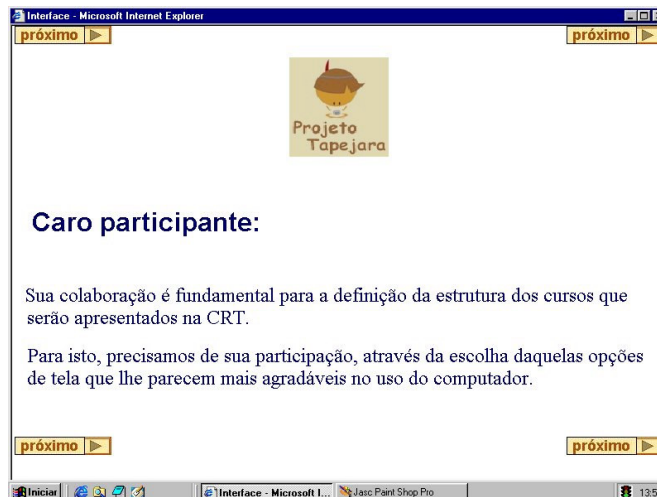 Interface - Microsoft Internet Explorer
próximo próximo
Projeto
Tapejara
Caro participante:
Sua colaboração é fundamental para a definição da estrutura dos cursos que
serão apresentados na CRT.
Para isto, precisamos de sua participação, através da escolha daquelas opções
de tela que lhe parecem mais agradáveis no uso do computador.
próximo próximo
Iniciar Interface - Microsoft I... Jasc Paint Shop Pro